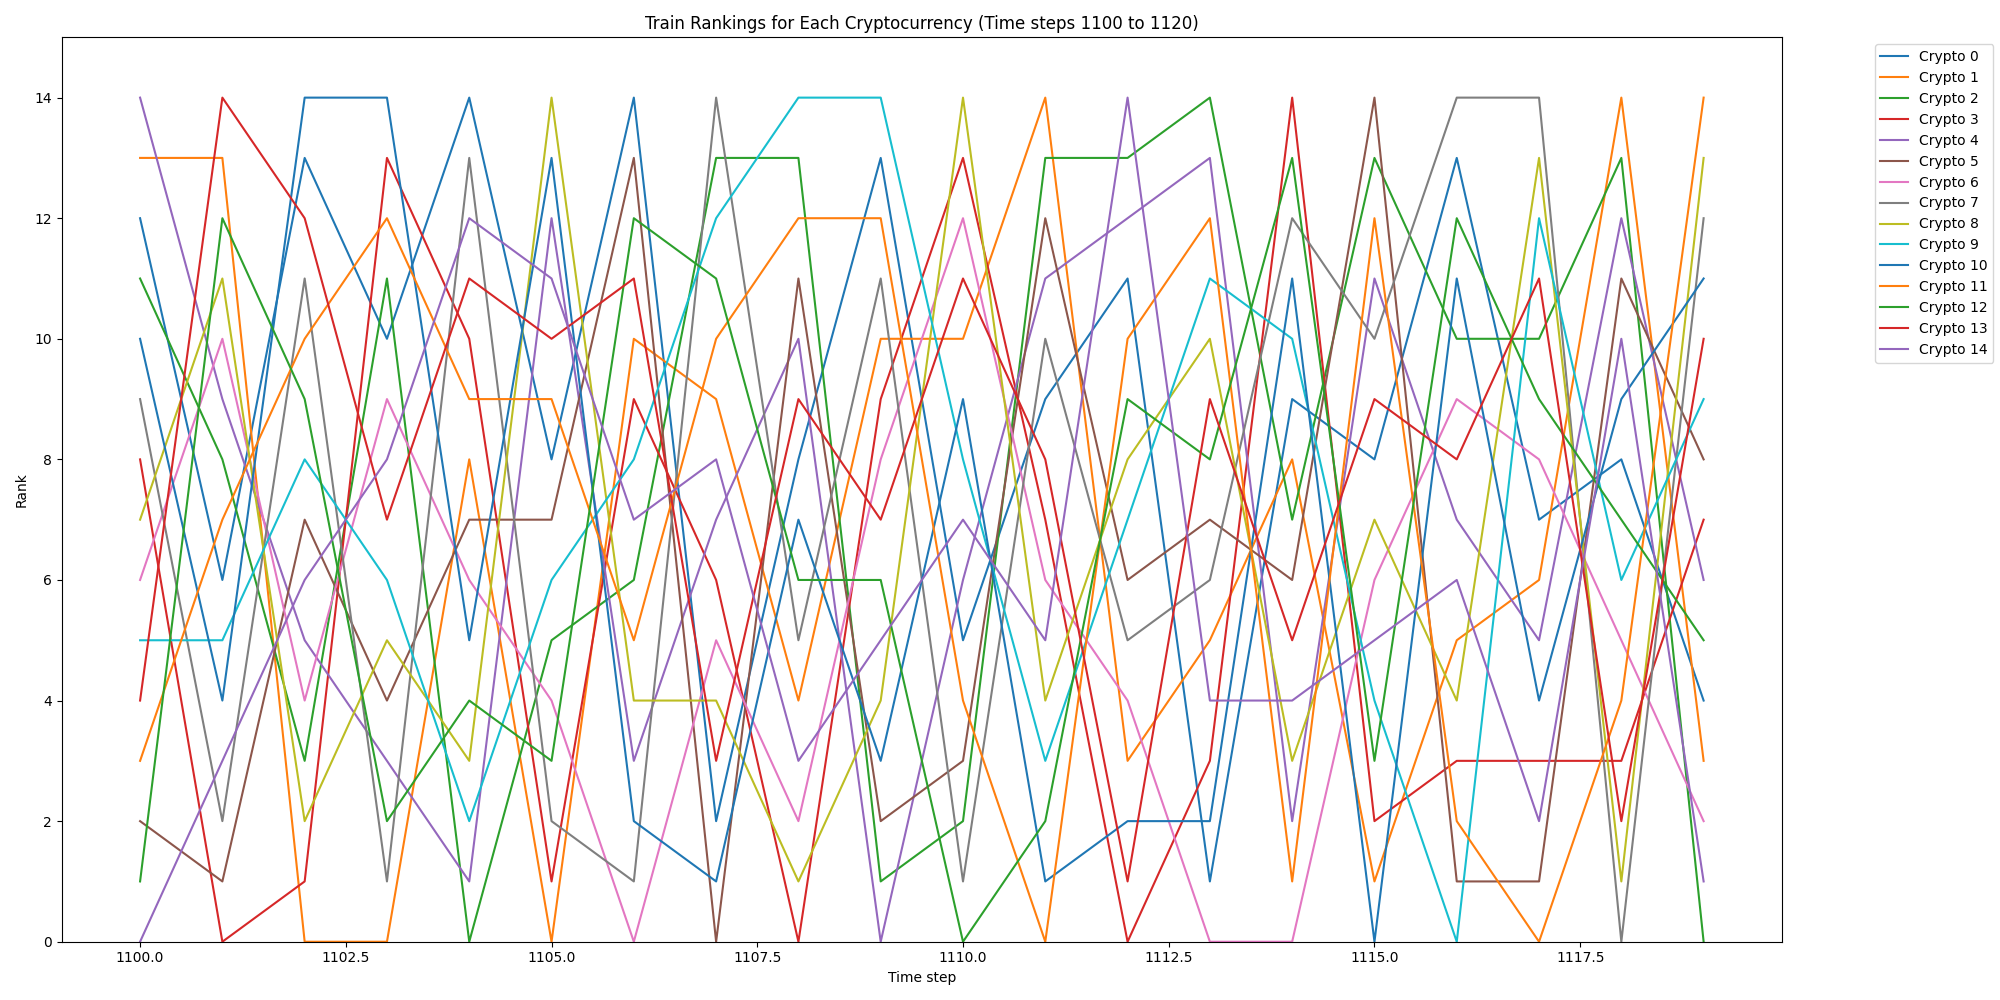 Train Rankings for Each Cryptocurrency (Time steps 1100 to 1120)
Rank
14
12
10
8
6
4
2
0
1100.0 1102.5 1105.0 1107.5 1110.0 1112.5 1115.0 1117.5
Time step
Crypto 0
Crypto 1
Crypto 2
Crypto 3
Crypto 4
Crypto 5
Crypto 6
Crypto 7
Crypto 8
Crypto 9
Crypto 10
Crypto 11
Crypto 12
Crypto 13
Crypto 14